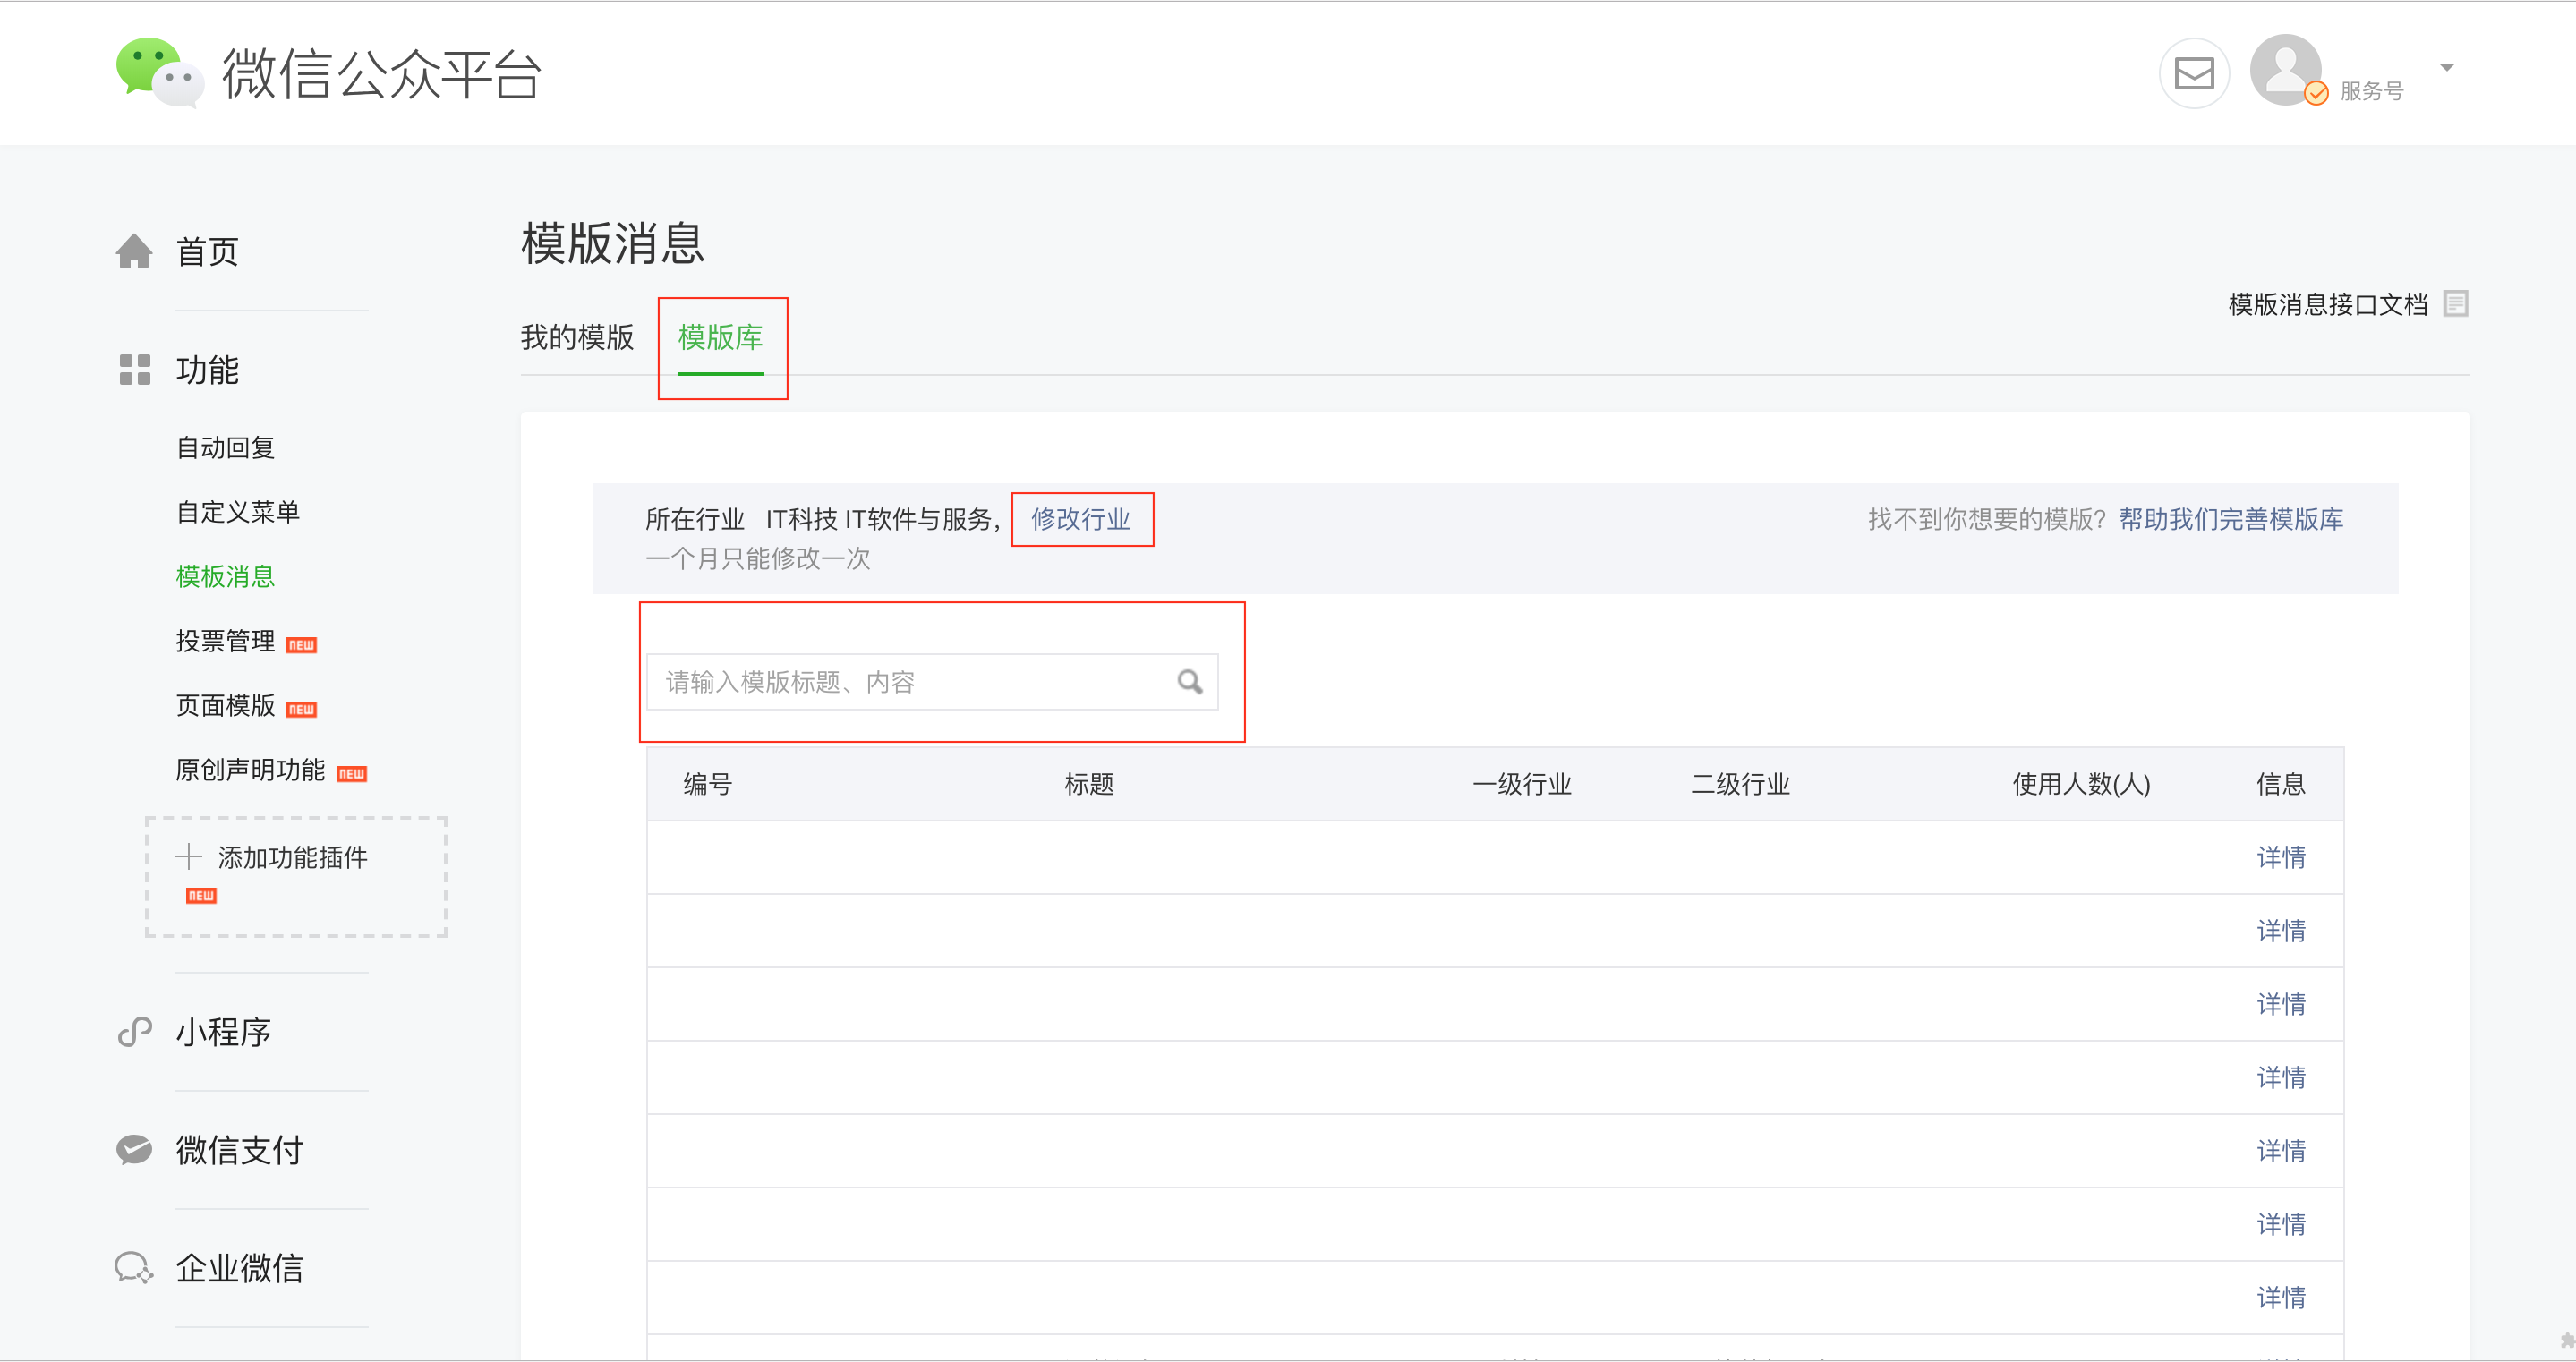 微信公众平台
服务号
首页
功能
自动回复
自定义菜单
模板消息
投票管理 NEW
页面模版 NEW
原创声明功能 NEW
添加功能插件
NEW
小程序
微信支付
企业微信
模版消息
模版消息接口文档
我的模版 模版库
所在行业 IT科技 IT软件与服务, 修改行业
一个月只能修改一次
找不到你想要的模版? 帮助我们完善模版库
请输入模版标题、内容
编号 标题 一级行业 二级行业 使用人数(人) 信息
详情
详情
详情
详情
详情
详情
详情